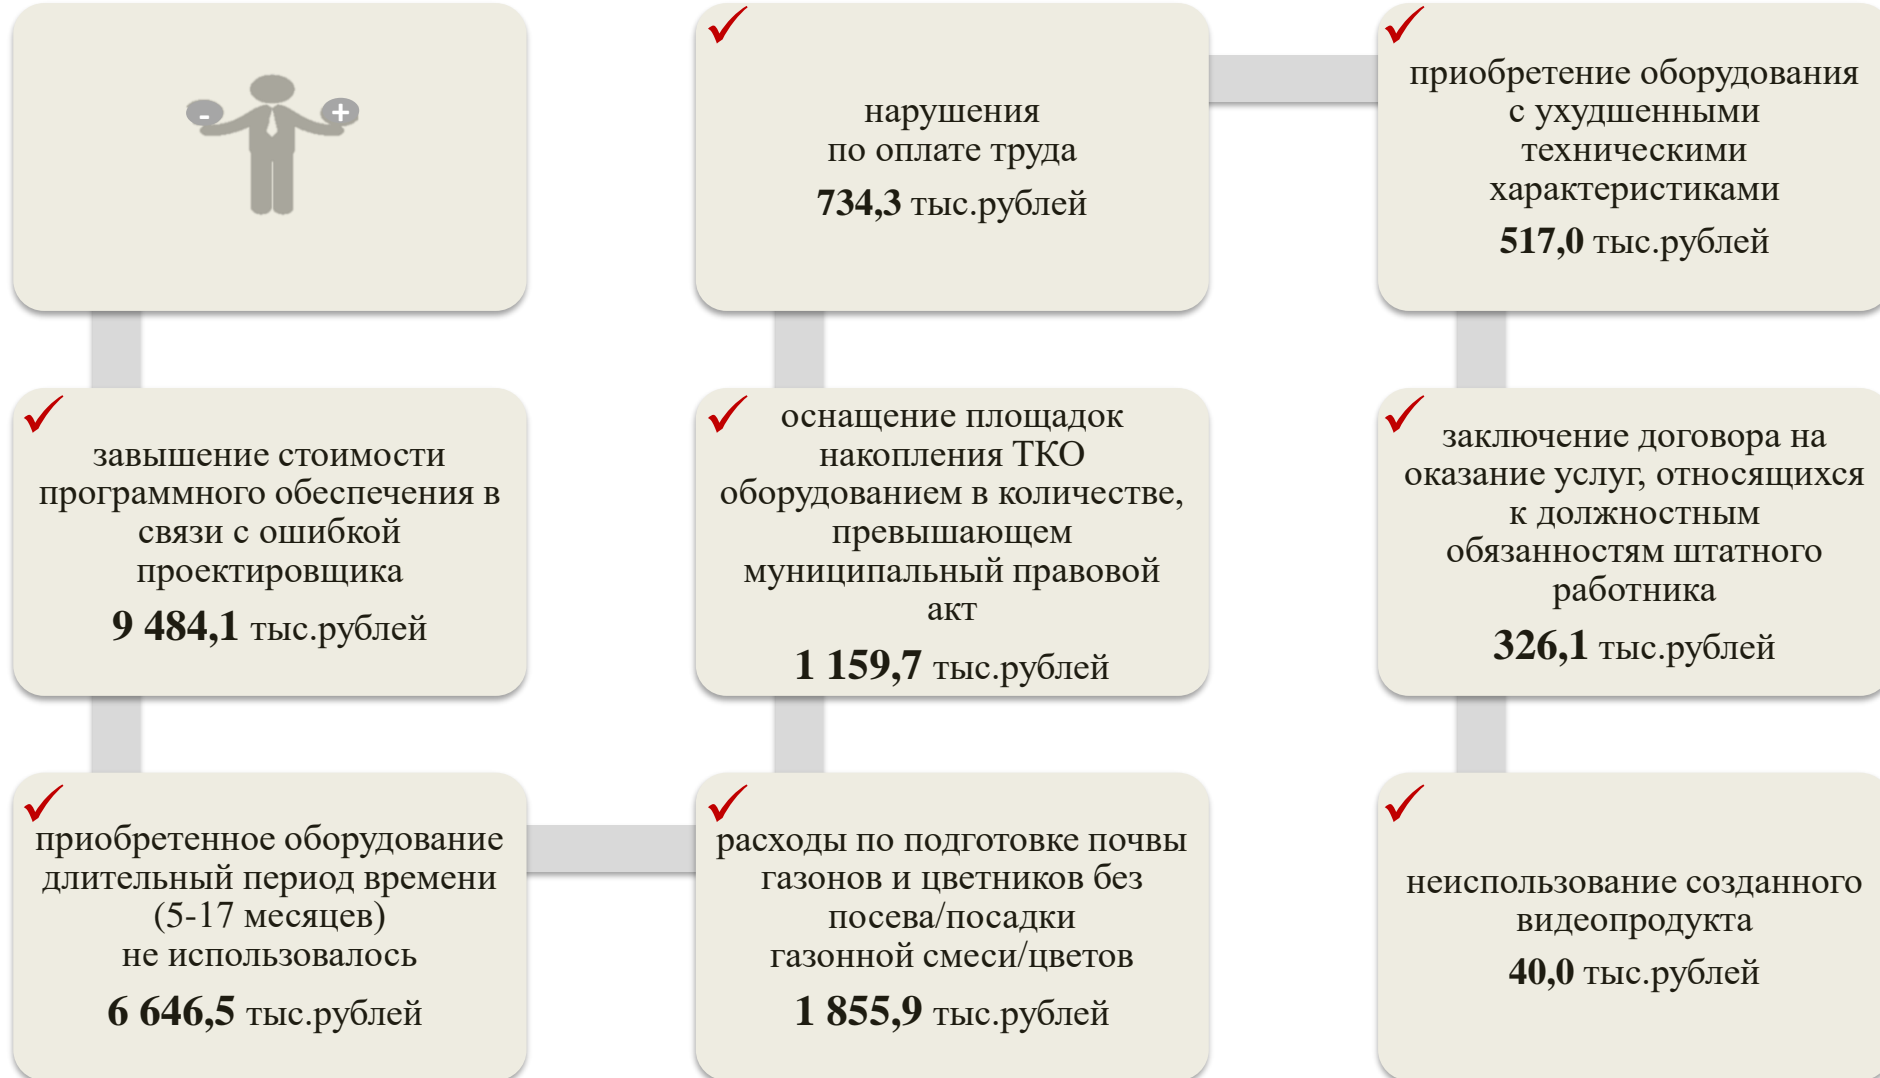 -
+
завышение стоимости
программного обеспечения в
связи с ошибкой
проектировщика
9 484,1 тыс.рублей
приобретенное оборудование
длительный период времени
(5-17 месяцев)
не использовалось
6 646,5 тыс.рублей
расходы по подготовке почвы
газонов и цветников без
посева/посадки
газонной смеси/цветов
1 855,9 тыс.рублей
оснащение площадок
накопления ТКО
оборудованием в количестве,
превышающем
муниципальный правовой
акт
1 159,7 тыс.рублей
нарушения
по оплате труда
734,3 тыс.рублей
приобретение оборудования
с ухудшенными
техническими
характеристиками
517,0 тыс.рублей
заключение договора на
оказание услуг, относящихся
к должностным
обязанностям штатного
работника
326,1 тыс.рублей
неиспользование созданного
видеопродукта
40,0 тыс.рублей